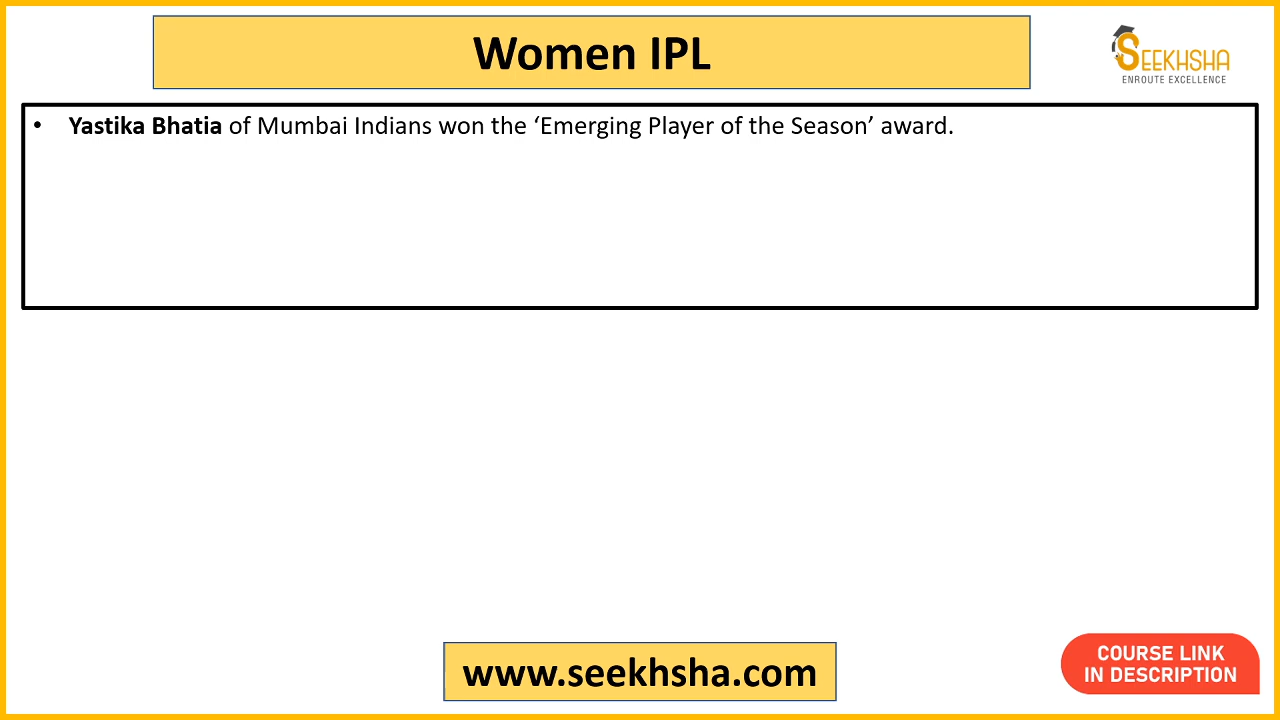 Women IPL
SEEKHSHA
ENROUTE EXCELLENCE
• Yastika Bhatia of Mumbai Indians won the ‘Emerging Player of the Season’ award.
www.seekhsha.com
COURSE LINK
IN DESCRIPTION